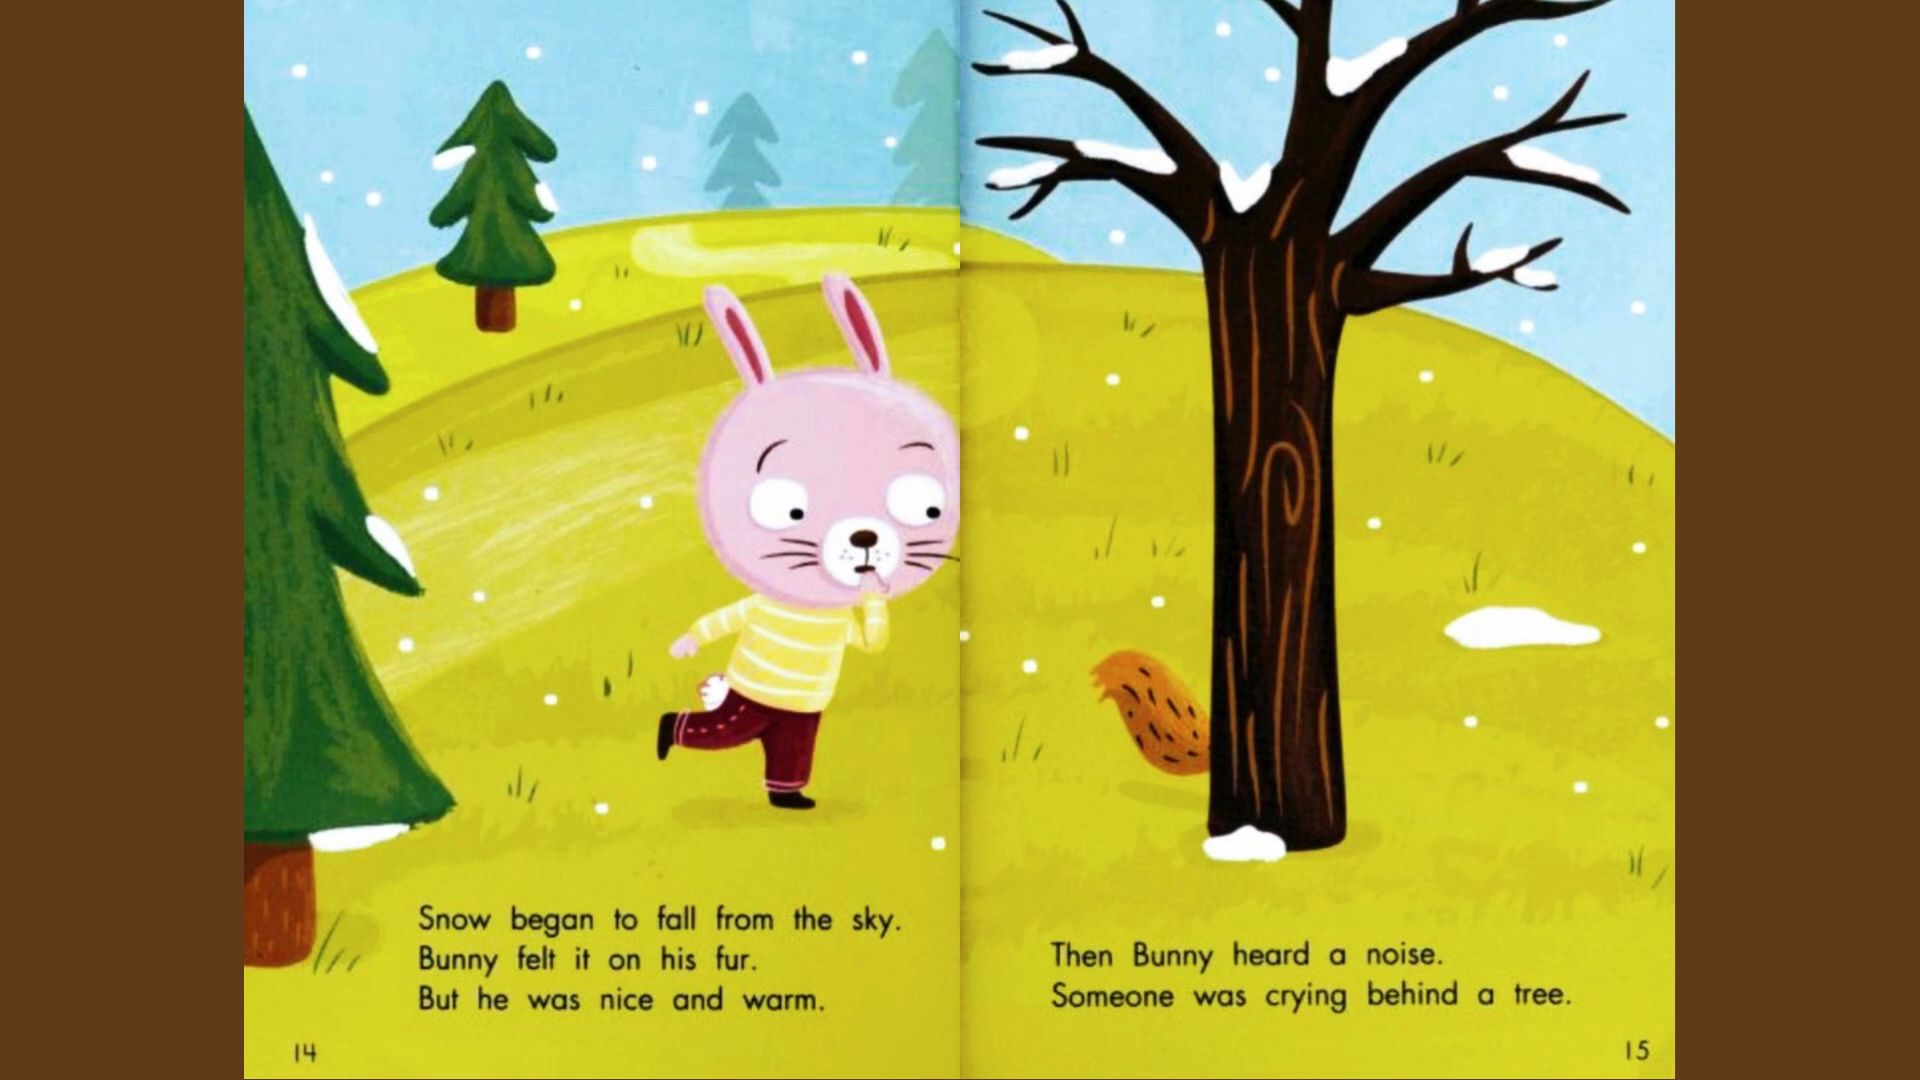 Snow began to fall from the sky.
Bunny felt it on his fur.
But he was nice and warm.
14
Then Bunny heard a noise.
Someone was crying behind a tree.
15